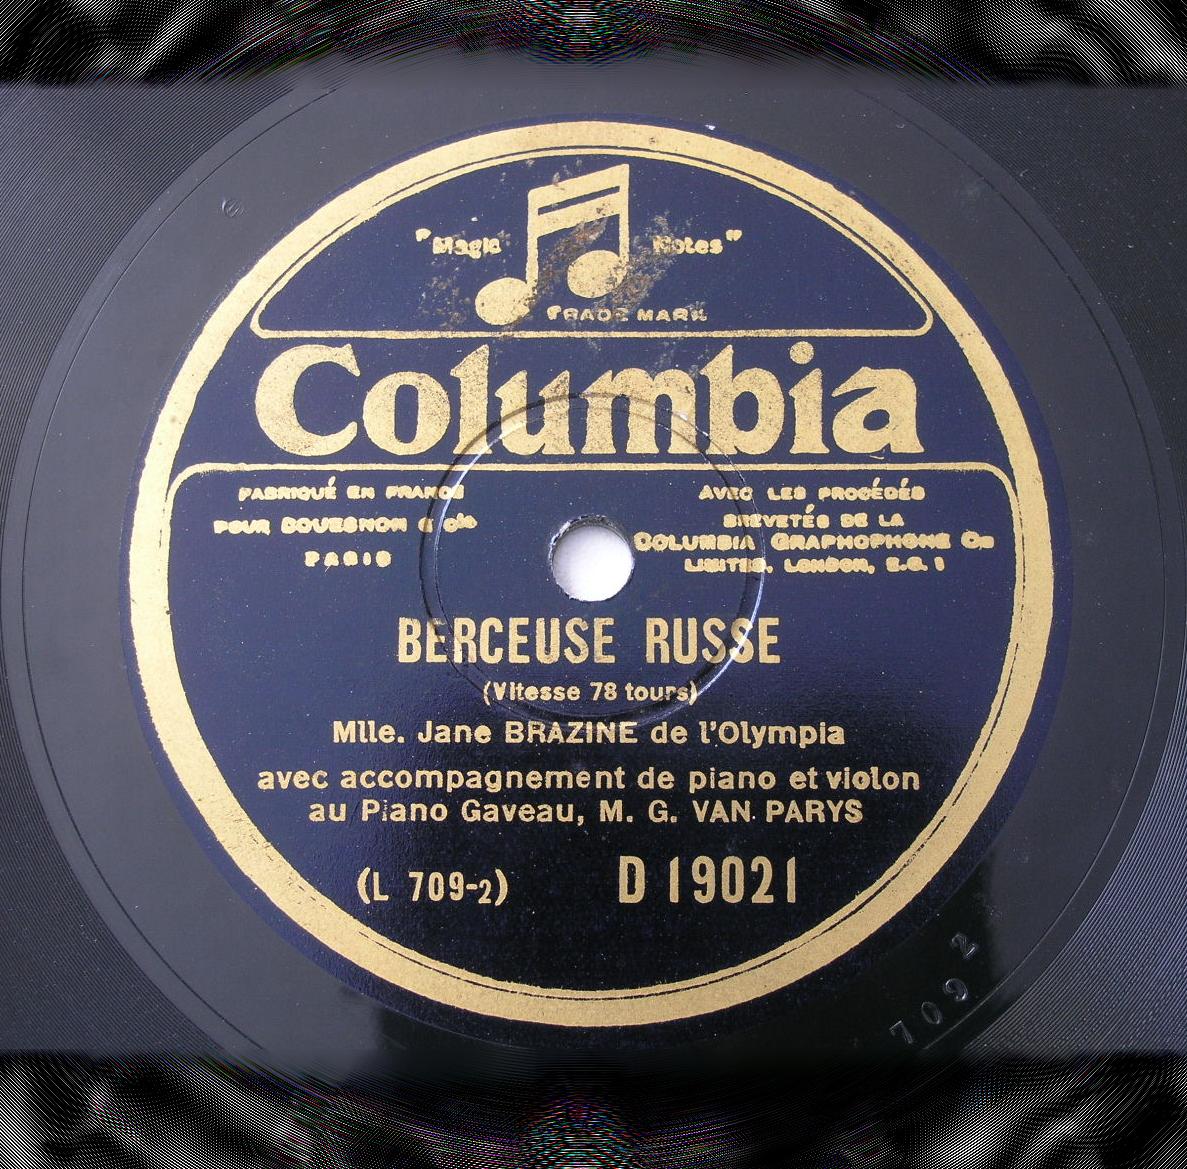 "Magic Notes"
TRADE MARK
Columbia
FABRIQUÉ EN FRANCE
POUR COUESNON & Cie
PARIS
AVEC LES PROCÉDÉS
BREVETÉS DE LA
COLUMBIA GRAPHOPHONE Co
LIMITED, LONDON, E.C. 1
BERCEUSE RUSSE
(Vitesse 78 tours)
Mlle. Jane BRAZINE de l'Olympia
avec accompagnement de piano et violon
au Piano Gaveau, M. G. VAN PARYS
(L 709-2) D 19021
709 2